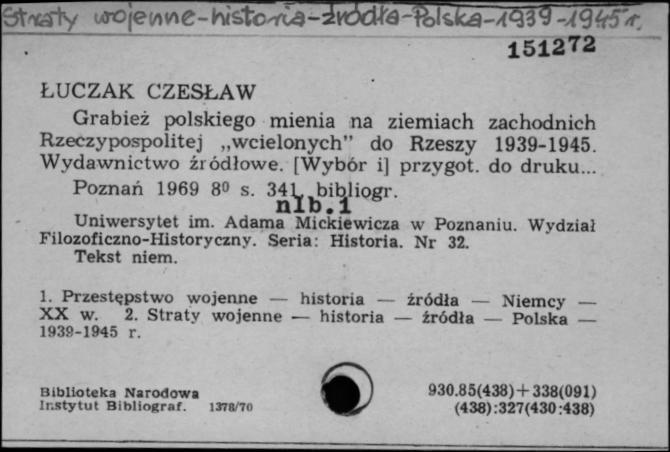 Straty wojenne-historia-źródła-Polska-1939-1945 r.
151272
ŁUCZAK CZESŁAW
Grabież polskiego mienia na ziemiach zachodnich
Rzeczypospolitej „wcielonych” do Rzeszy 1939-1945.
Wydawnictwo źródłowe. [Wybór i] przygot. do druku...
Poznań 1969 8⁰ s. 341, bibliogr.
nlb.1
Uniwersytet im. Adama Mickiewicza w Poznaniu. Wydział
Filozoficzno-Historyczny. Seria: Historia. Nr 32.
Tekst niem.
1. Przestępstwo wojenne — historia — źródła — Niemcy —
XX w. 2. Straty wojenne — historia — źródła — Polska —
1939-1945 r.
Biblioteka Narodowa
Instytut Bibliograf. 1378/70
930.85(438)+338(091)
(438):327(430:438)